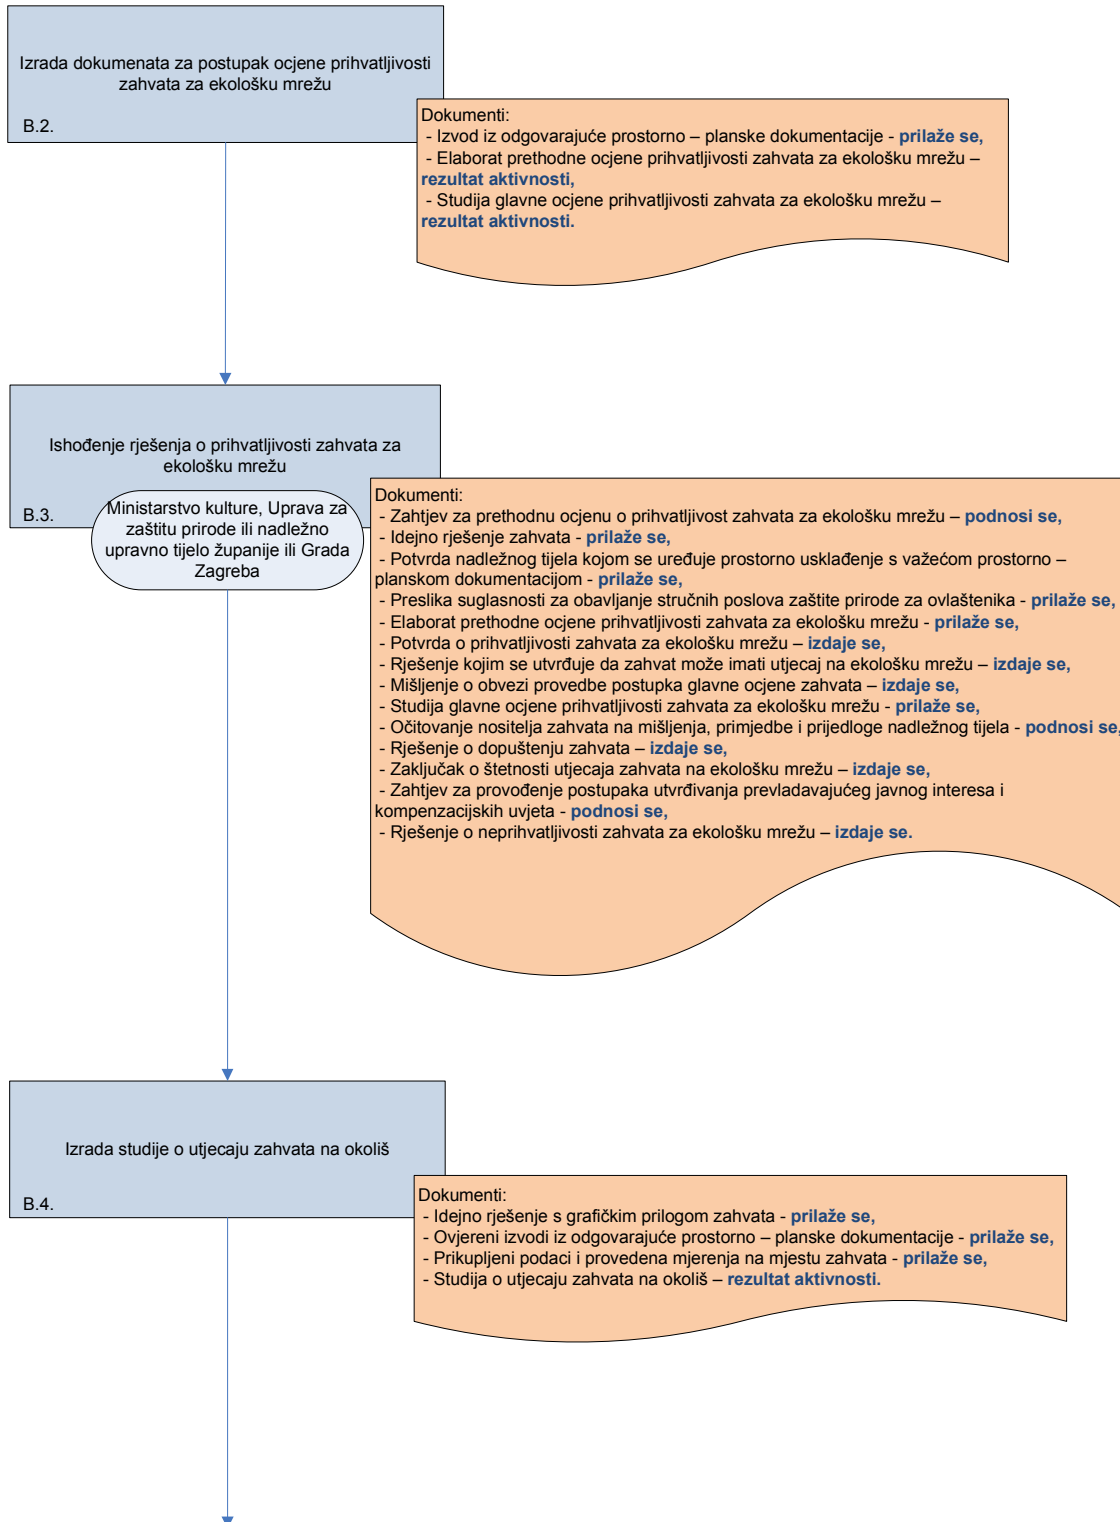 Izrada dokumenata za postupak ocjene prihvatljivosti
zahvata za ekološku mrežu
B.2.
Dokumenti:
- Izvod iz odgovarajuće prostorno – planske dokumentacije - prilaže se,
- Elaborat prethodne ocjene prihvatljivosti zahvata za ekološku mrežu –
rezultat aktivnosti,
- Studija glavne ocjene prihvatljivosti zahvata za ekološku mrežu –
rezultat aktivnosti.
Ishođenje rješenja o prihvatljivosti zahvata za
ekološku mrežu
B.3.
Ministarstvo kulture, Uprava za
zaštitu prirode ili nadležno
upravno tijelo županije ili Grada
Zagreba
Dokumenti:
- Zahtjev za prethodnu ocjenu o prihvatljivost zahvata za ekološku mrežu – podnosi se,
- Idejno rješenje zahvata - prilaže se,
- Potvrda nadležnog tijela kojom se uređuje prostorno usklađenje s važećom prostorno –
planskom dokumentacijom - prilaže se,
- Preslika suglasnosti za obavljanje stručnih poslova zaštite prirode za ovlaštenika - prilaže se,
- Elaborat prethodne ocjene prihvatljivosti zahvata za ekološku mrežu - prilaže se,
- Potvrda o prihvatljivosti zahvata za ekološku mrežu – izdaje se,
- Rješenje kojim se utvrđuje da zahvat može imati utjecaj na ekološku mrežu – izdaje se,
- Mišljenje o obvezi provedbe postupka glavne ocjene zahvata – izdaje se,
- Studija glavne ocjene prihvatljivosti zahvata za ekološku mrežu - prilaže se,
- Očitovanje nositelja zahvata na mišljenja, primjedbe i prijedloge nadležnog tijela - podnosi se,
- Rješenje o dopuštenju zahvata – izdaje se,
- Zaključak o štetnosti utjecaja zahvata na ekološku mrežu – izdaje se,
- Zahtjev za provođenje postupaka utvrđivanja prevladavajućeg javnog interesa i
kompenzacijskih uvjeta - podnosi se,
- Rješenje o neprihvatljivosti zahvata za ekološku mrežu – izdaje se.
Izrada studije o utjecaju zahvata na okoliš
B.4.
Dokumenti:
- Idejno rješenje s grafičkim prilogom zahvata - prilaže se,
- Ovjereni izvodi iz odgovarajuće prostorno – planske dokumentacije - prilaže se,
- Prikupljeni podaci i provedena mjerenja na mjestu zahvata - prilaže se,
- Studija o utjecaju zahvata na okoliš – rezultat aktivnosti.